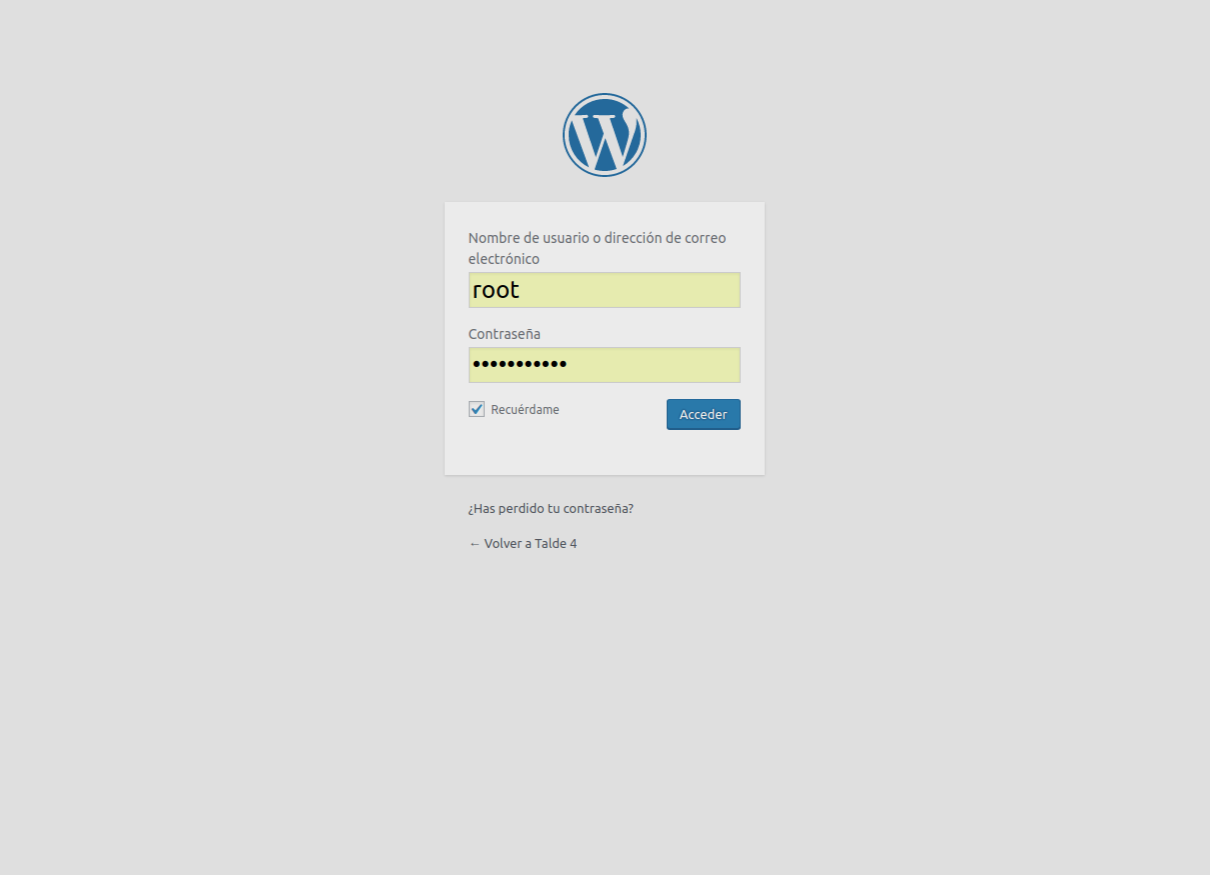 Nombre de usuario o dirección de correo
electrónico
root
Contraseña
•••••••••••
Recuérdame
Acceder
¿Has perdido tu contraseña?
← Volver a Talde 4